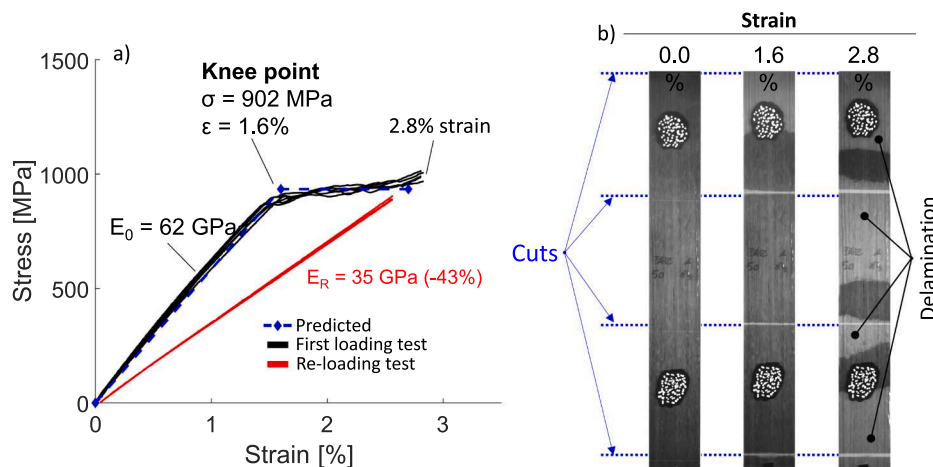 a)
1500
1000
500
0
Stress [MPa]
Knee point
σ = 902 MPa
ε = 1.6%
2.8% strain
E₀ = 62 GPa
E_R = 35 GPa (-43%)
Predicted
First loading test
Re-loading test
0 1 2 3
Strain [%]
b)
Strain
0.0 1.6 2.8
% % %
Cuts
Delamination